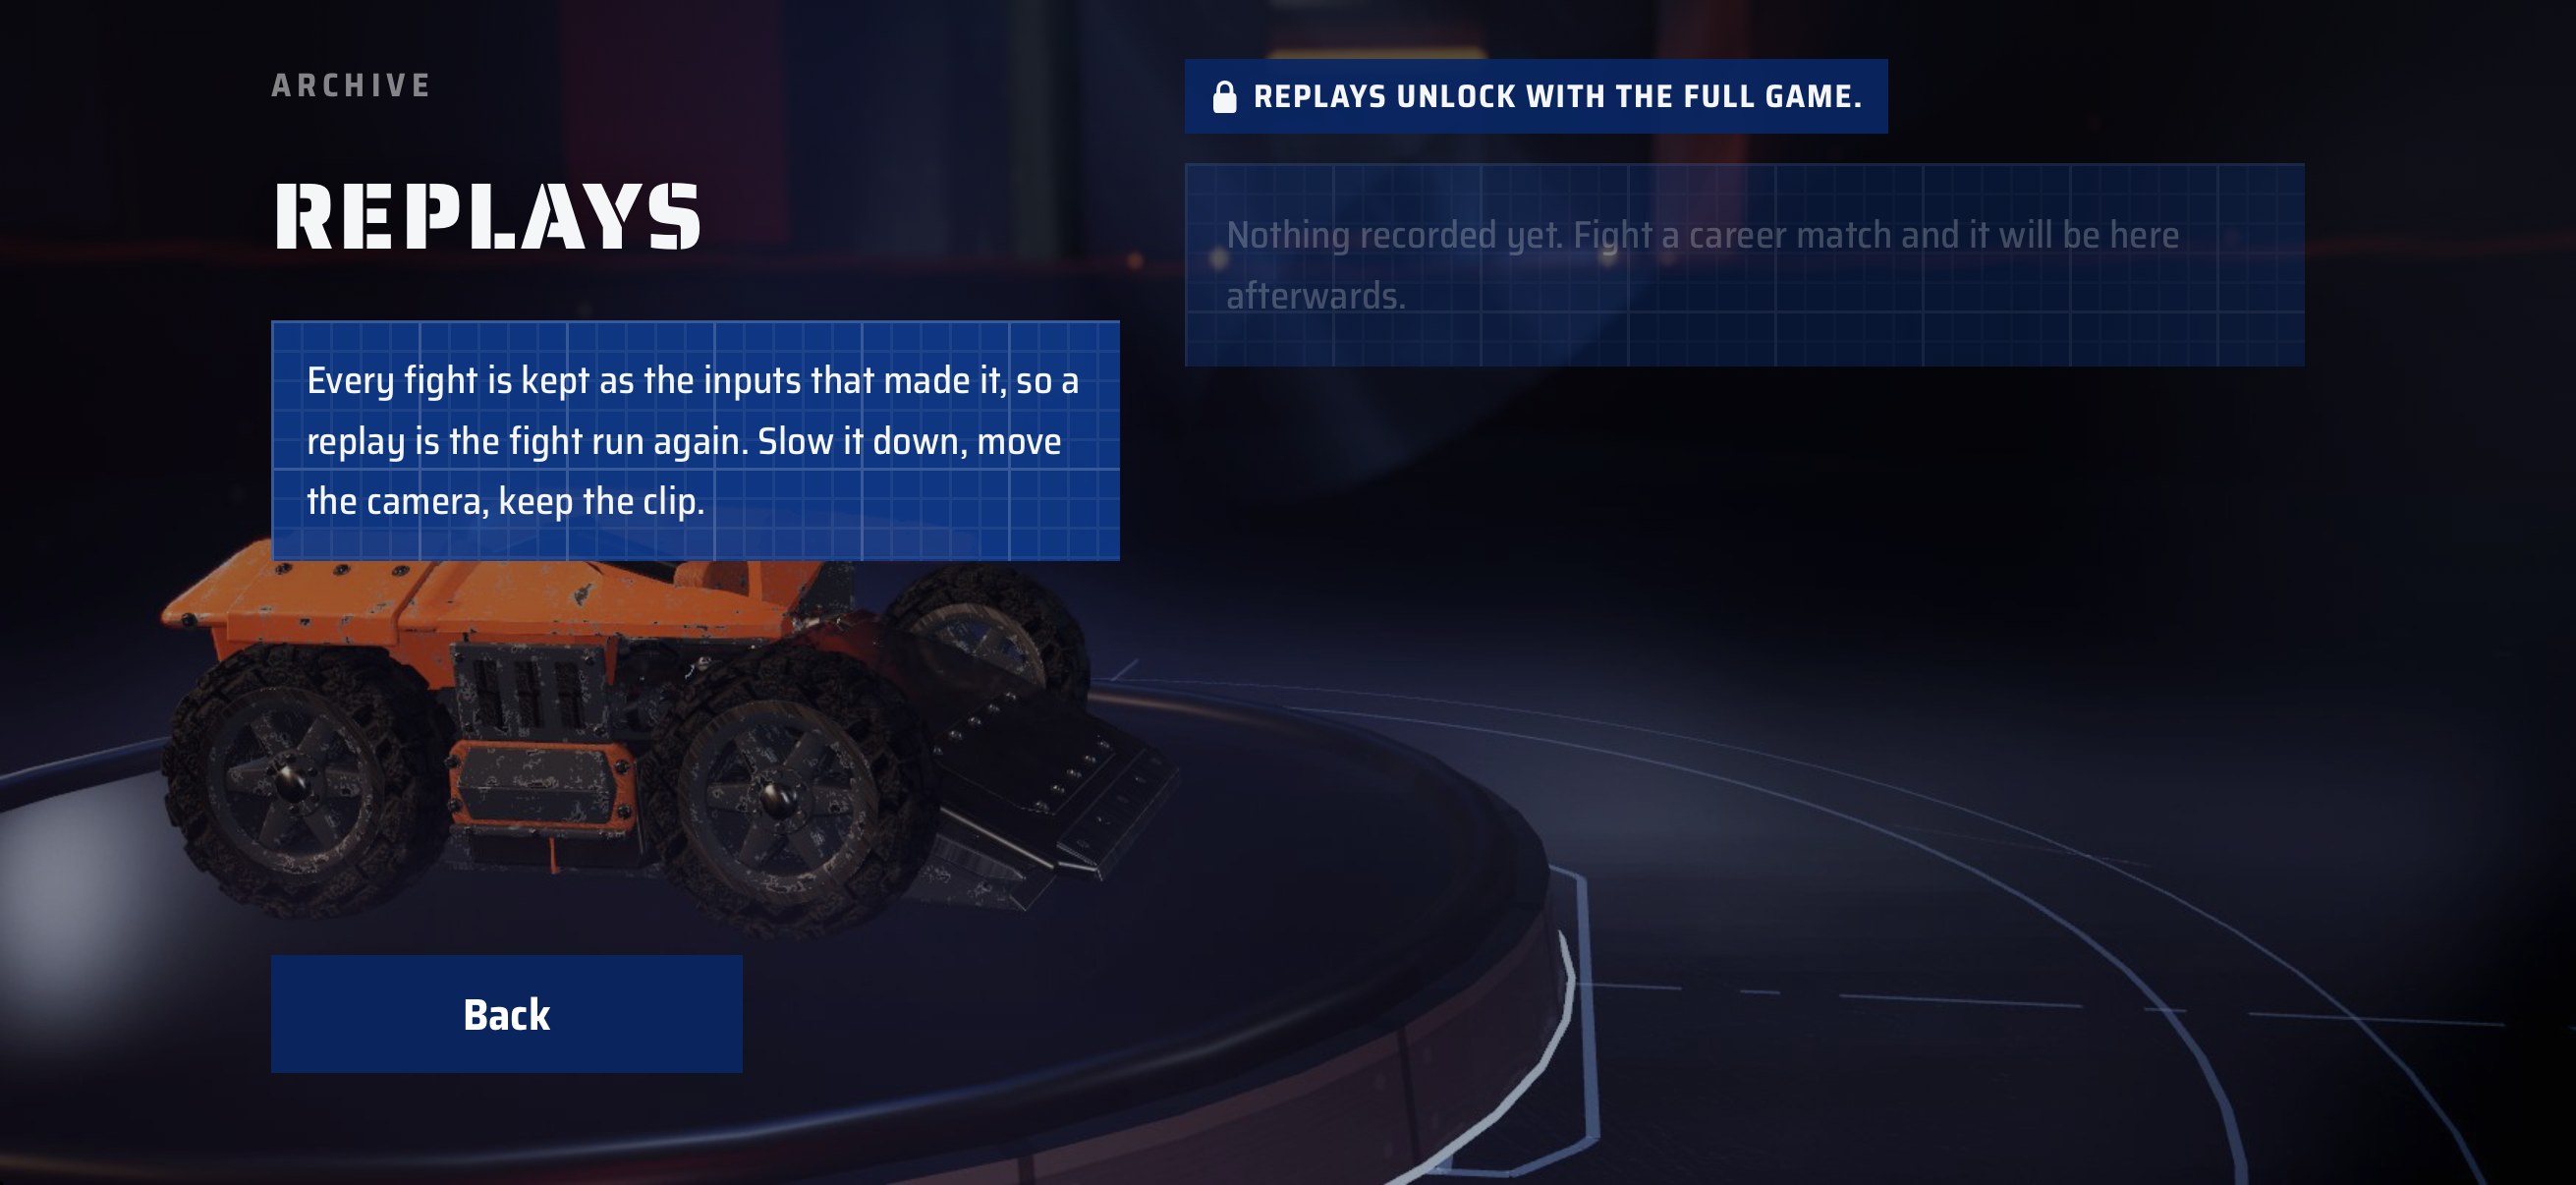 ARCHIVE
REPLAYS
Every fight is kept as the inputs that made it, so a
replay is the fight run again. Slow it down, move
the camera, keep the clip.
Back
REPLAYS UNLOCK WITH THE FULL GAME.
Nothing recorded yet. Fight a career match and it will be here
afterwards.